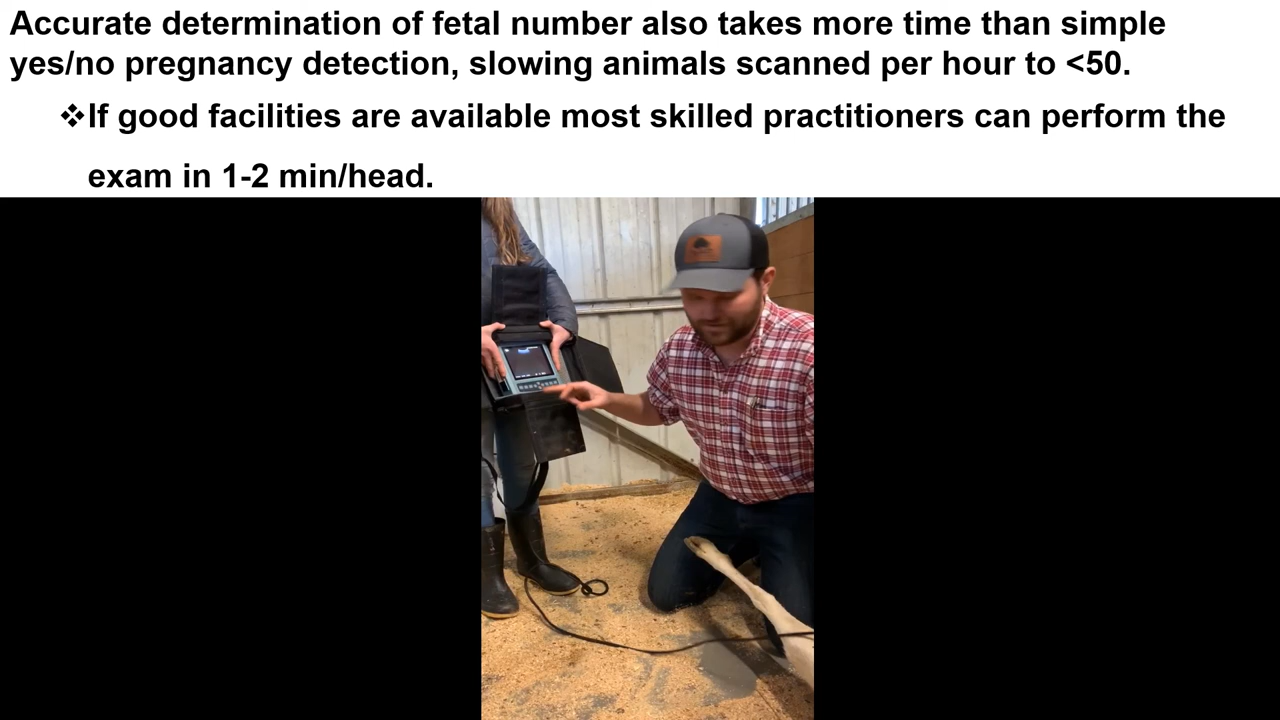 Accurate determination of fetal number also takes more time than simple
yes/no pregnancy detection, slowing animals scanned per hour to <50.
❖If good facilities are available most skilled practitioners can perform the
exam in 1-2 min/head.